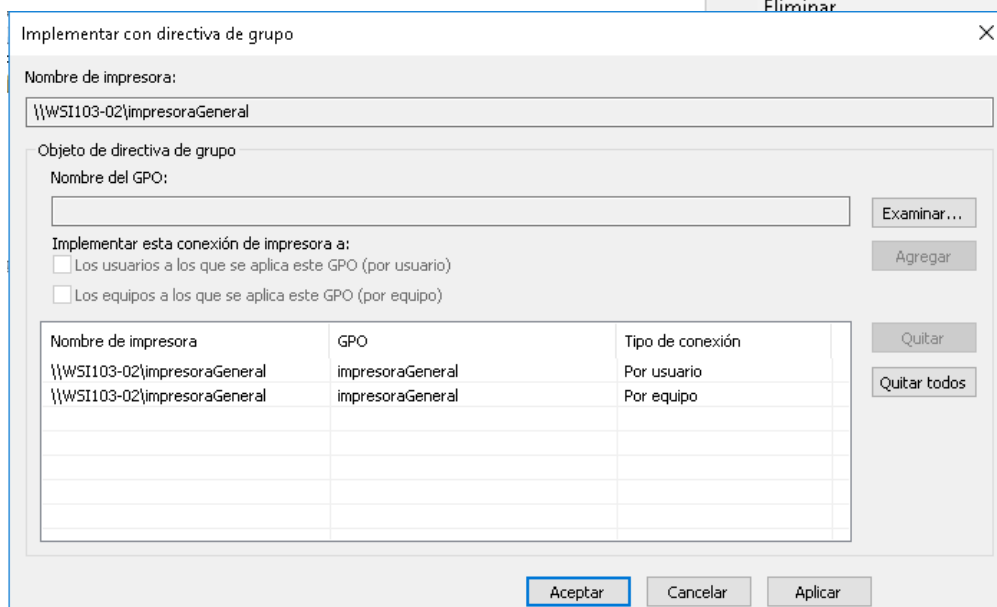 Eliminar
Implementar con directiva de grupo
Nombre de impresora:
\\WSI103-02\impresoraGeneral
Objeto de directiva de grupo
Nombre del GPO:
Examinar...
Implementar esta conexión de impresora a:
Los usuarios a los que se aplica este GPO (por usuario)
Agregar
Los equipos a los que se aplica este GPO (por equipo)
Nombre de impresora GPO Tipo de conexión
Quitar
\\WSI103-02\impresoraGeneral impresoraGeneral Por usuario
Quitar todos
\\WSI103-02\impresoraGeneral impresoraGeneral Por equipo
Aceptar Cancelar Aplicar